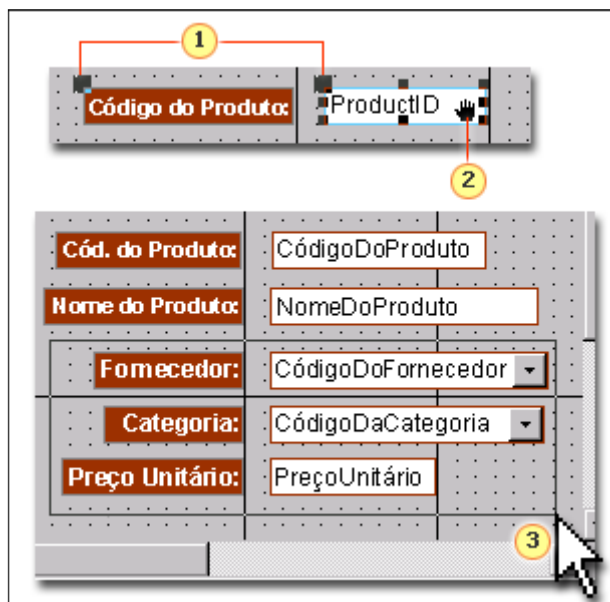 1
Código do Produto: ProductID
2
Cód. do Produto: CódigoDoProduto
Nome do Produto: NomeDoProduto
Fornecedor: CódigoDoFornecedor
Categoria: CódigoDaCategoria
Preço Unitário: PreçoUnitário
3